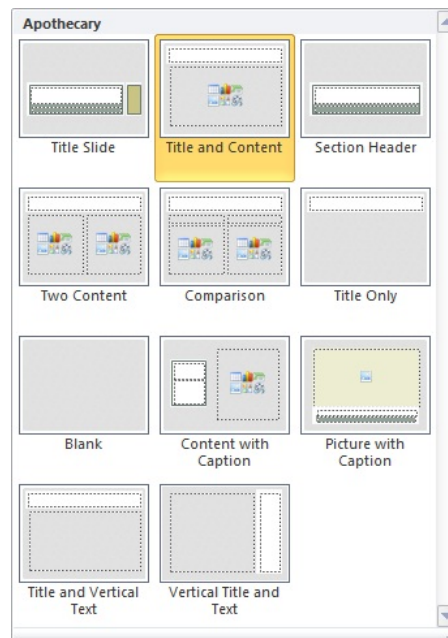 Apothecary
Title Slide
Title and Content
Section Header
Two Content
Comparison
Title Only
Blank
Content with
Caption
Picture with
Caption
Title and Vertical
Text
Vertical Title and
Text